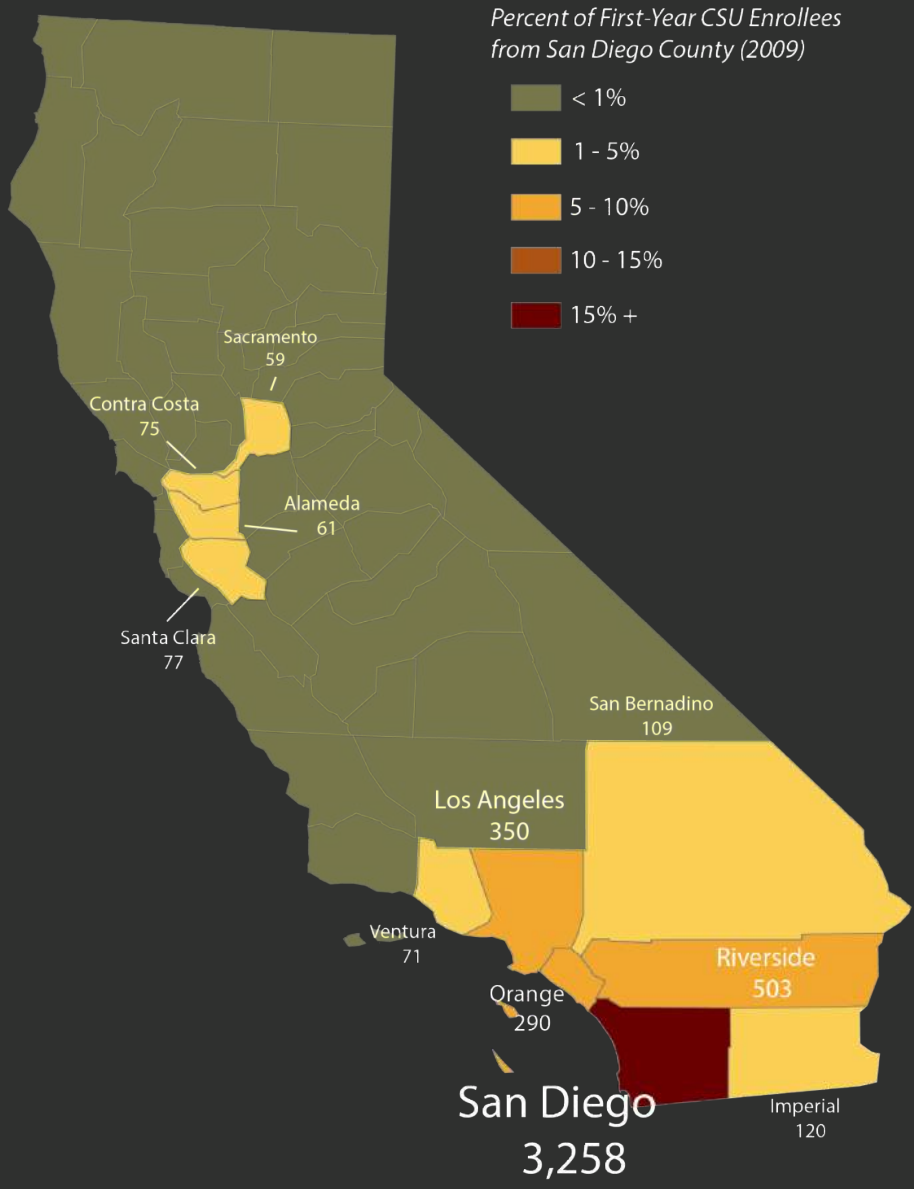 Percent of First-Year CSU Enrollees
from San Diego County (2009)
< 1%
1 - 5%
5 - 10%
10 - 15%
15% +
Sacramento
59
Contra Costa
75
Alameda
61
Santa Clara
77
San Bernadino
109
Los Angeles
350
Ventura
71
Riverside
503
Orange
290
San Diego
3,258
Imperial
120